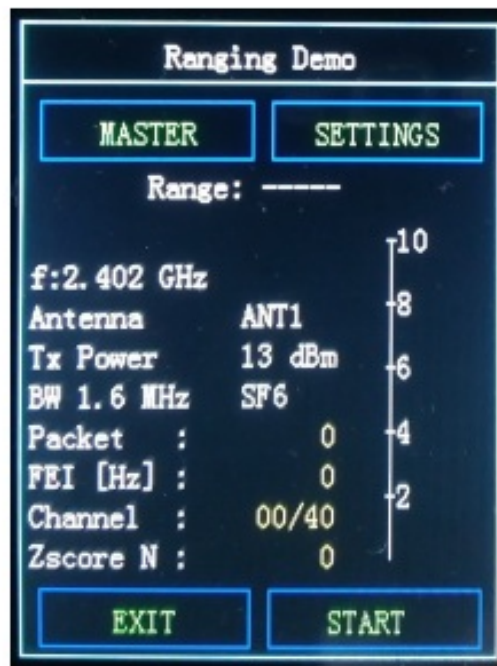 Ranging Demo
MASTER SETTINGS
Range: -----
10
f:2.402 GHz
8
Antenna ANT1
Tx Power 13 dBm
6
BW 1.6 MHz SF6
Packet : 0
4
FEI [Hz] : 0
2
Channel : 00/40
Zscore N : 0
EXIT START